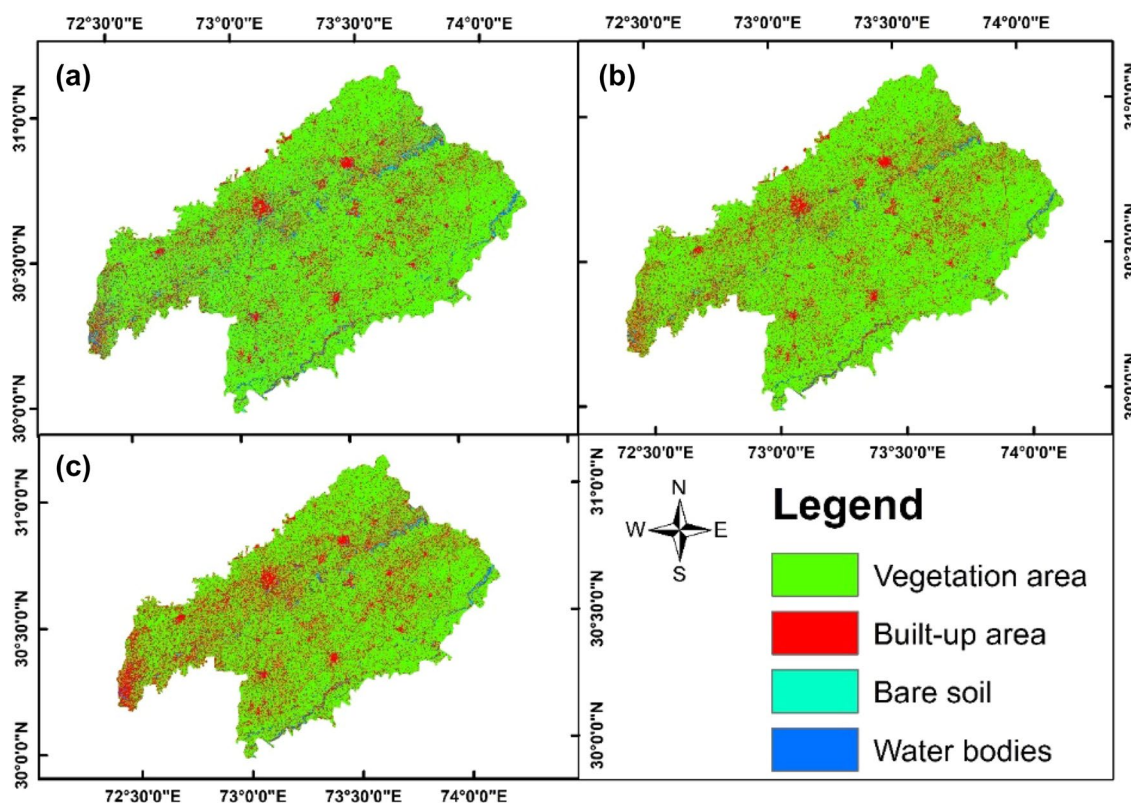 72°30'0"E 73°0'0"E 73°30'0"E 74°0'0"E
72°30'0"E 73°0'0"E 73°30'0"E 74°0'0"E
(a)
(b)
31°0'0"N
30°30'0"N
30°0'0"N
31°0'0"N
30°30'0"N
30°0'0"N
(c)
72°30'0"E 73°0'0"E 73°30'0"E 74°0'0"E
31°0'0"N
30°30'0"N
30°0'0"N
31°0'0"N
30°30'0"N
30°0'0"N
N
W E
S
Legend
Vegetation area
Built-up area
Bare soil
Water bodies
72°30'0"E 73°0'0"E 73°30'0"E 74°0'0"E